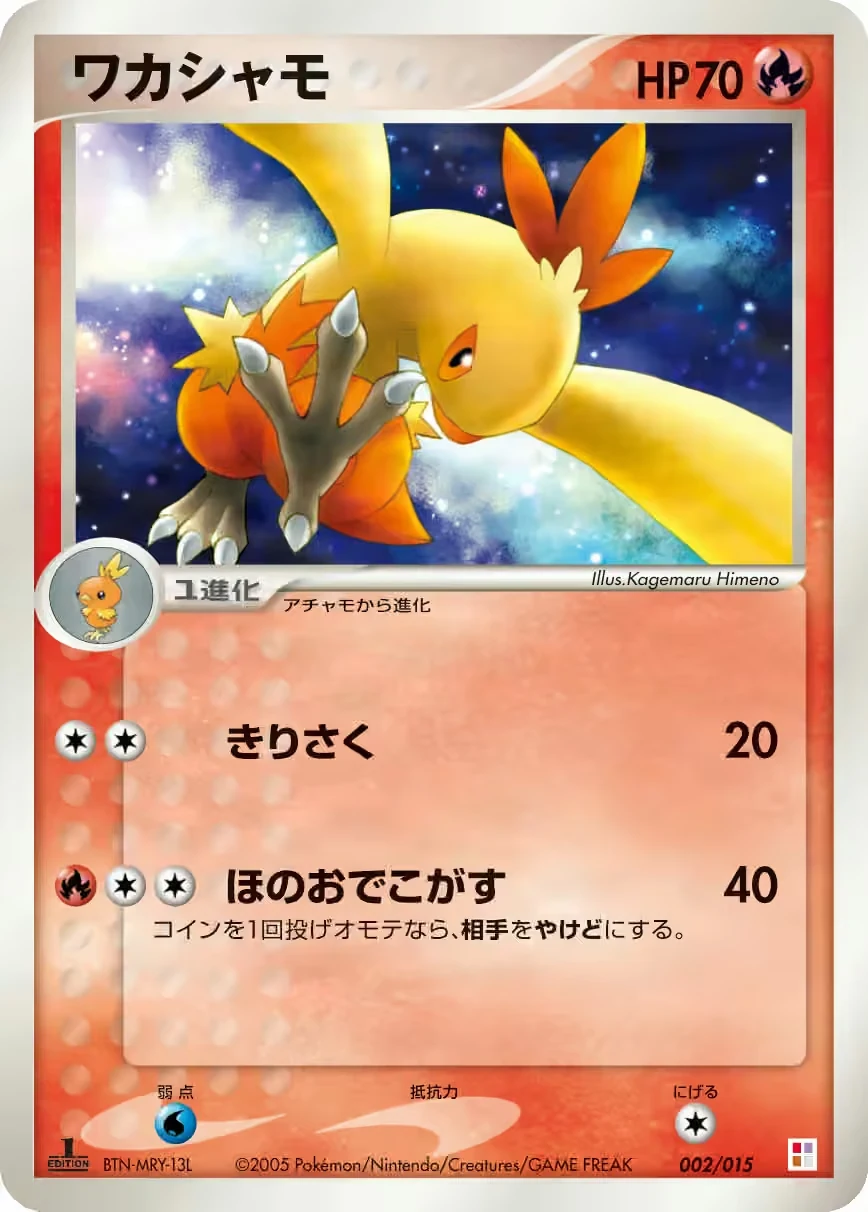 ワカシャモ HP70
Illus.Kagemaru Himeno
1進化
アチャモから進化
きりさく 20
ほのおでこがす 40
コインを1回投げオモテなら、相手をやけどにする。
弱点 抵抗力 にげる
1 EDITION BTN-MRY-13L ©2005 Pokémon/Nintendo/Creatures/GAME FREAK 002/015